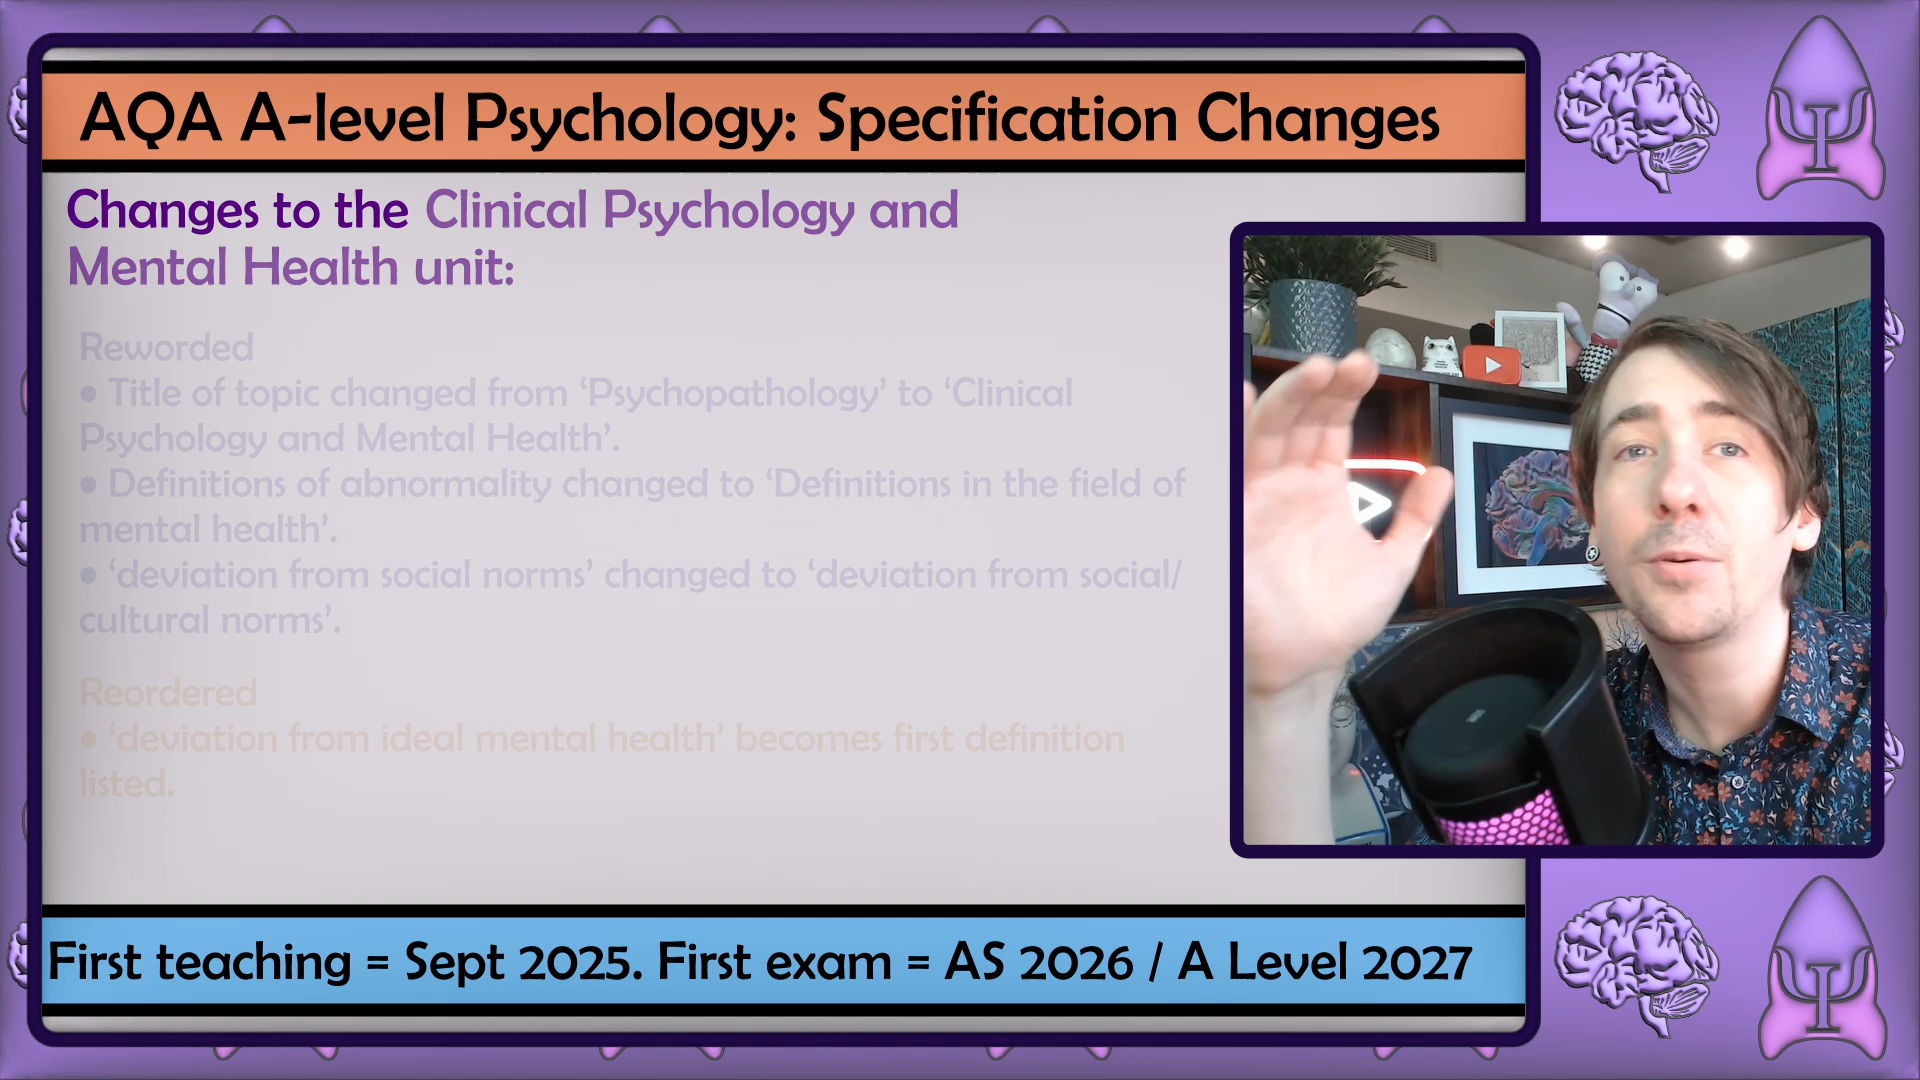 AQA A-level Psychology: Specification Changes
Changes to the Clinical Psychology and
Mental Health unit:
Reworded
• Title of topic changed from ‘Psychopathology’ to ‘Clinical
Psychology and Mental Health’.
• Definitions of abnormality changed to ‘Definitions in the field of
mental health’.
• ‘deviation from social norms’ changed to ‘deviation from social/
cultural norms’.
Reordered
• ‘deviation from ideal mental health’ becomes first definition
listed.
First teaching = Sept 2025. First exam = AS 2026 / A Level 2027